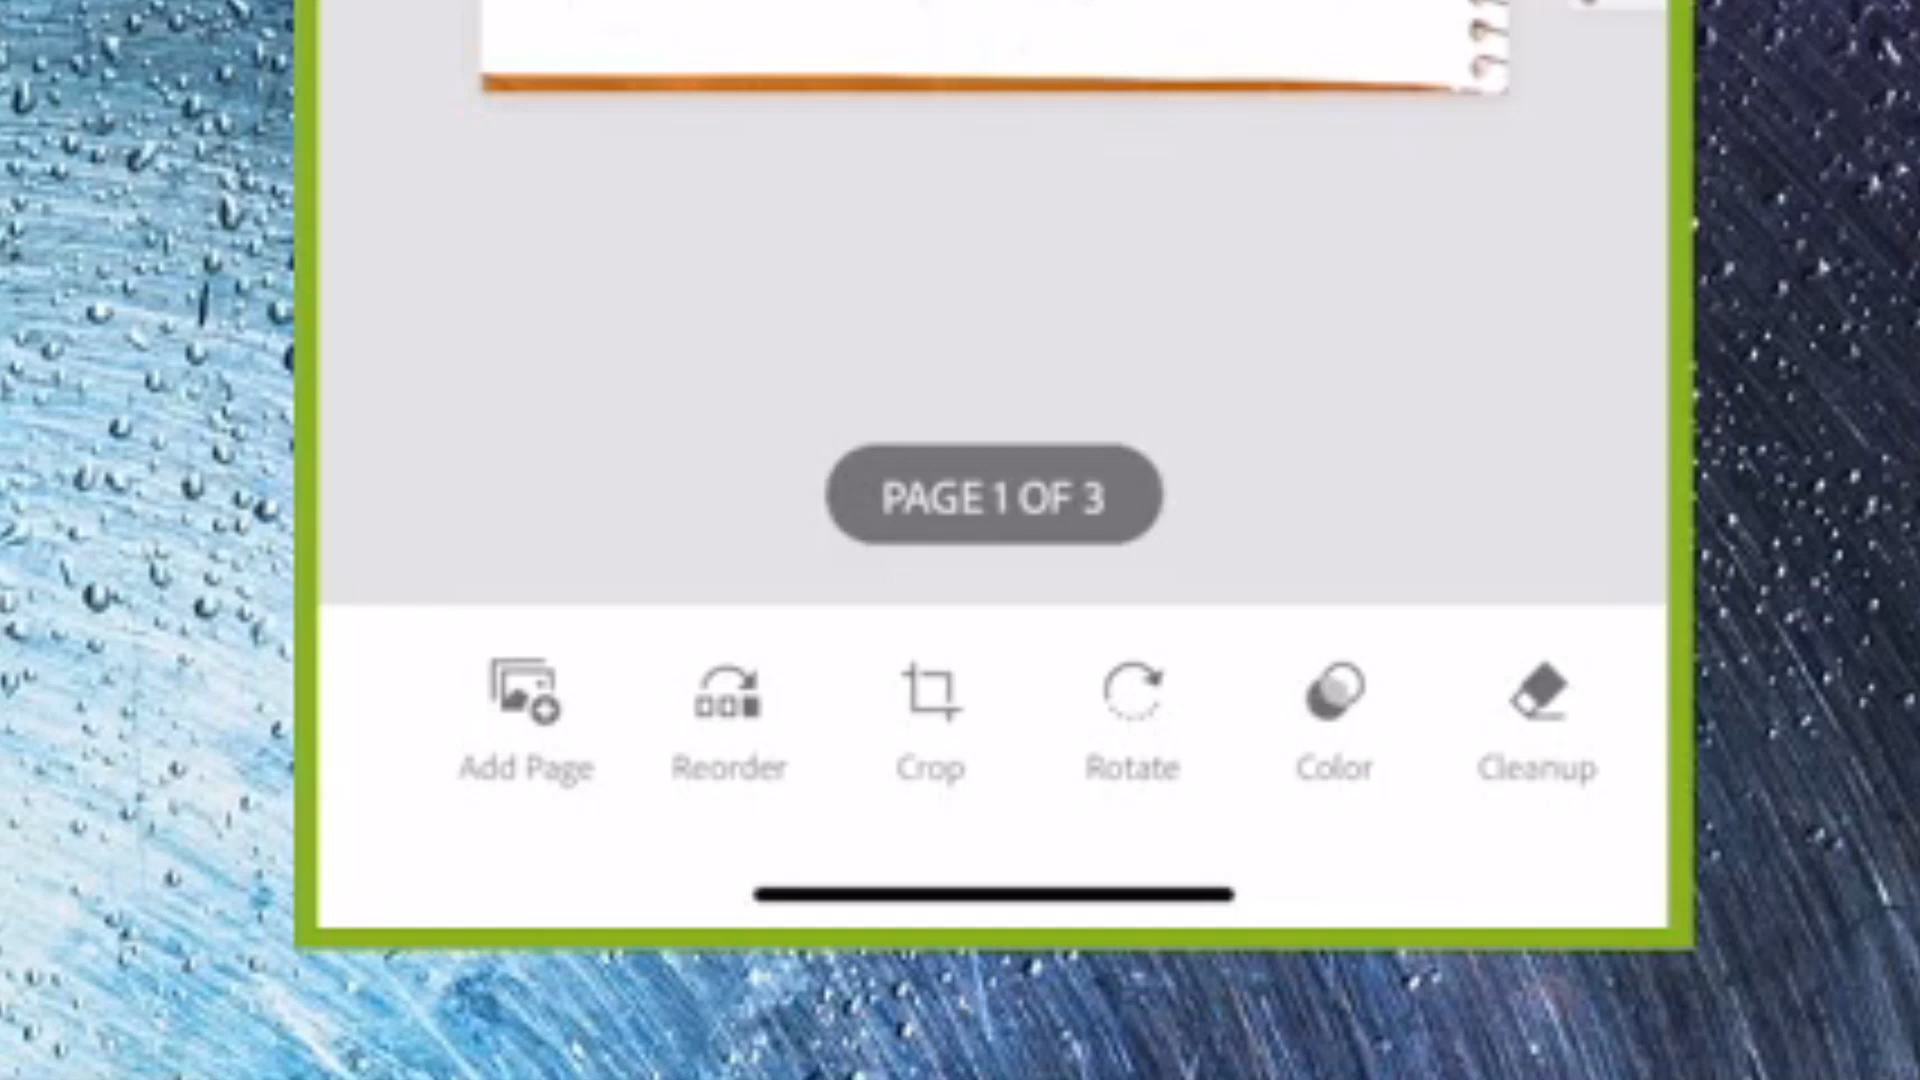 PAGE 1 OF 3
Add Page
Reorder
Crop
Rotate
Color
Cleanup